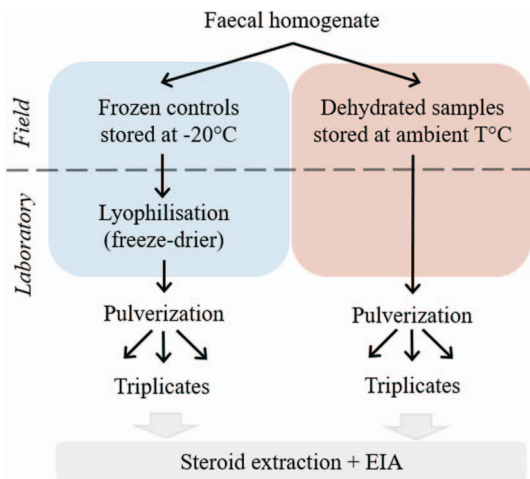 Faecal homogenate
Field
Frozen controls
stored at -20°C
Dehydrated samples
stored at ambient T°C
Laboratory
Lyophilisation
(freeze-drier)
Pulverization
Pulverization
Triplicates
Triplicates
Steroid extraction + EIA